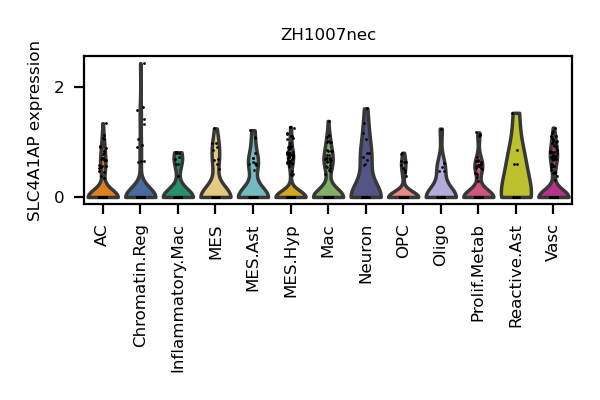 ZH1007nec
SLC4A1AP expression
2
0
AC
Chromatin.Reg
Inflammatory.Mac
MES
MES.Ast
MES.Hyp
Mac
Neuron
OPC
Oligo
Prolif.Metab
Reactive.Ast
Vasc